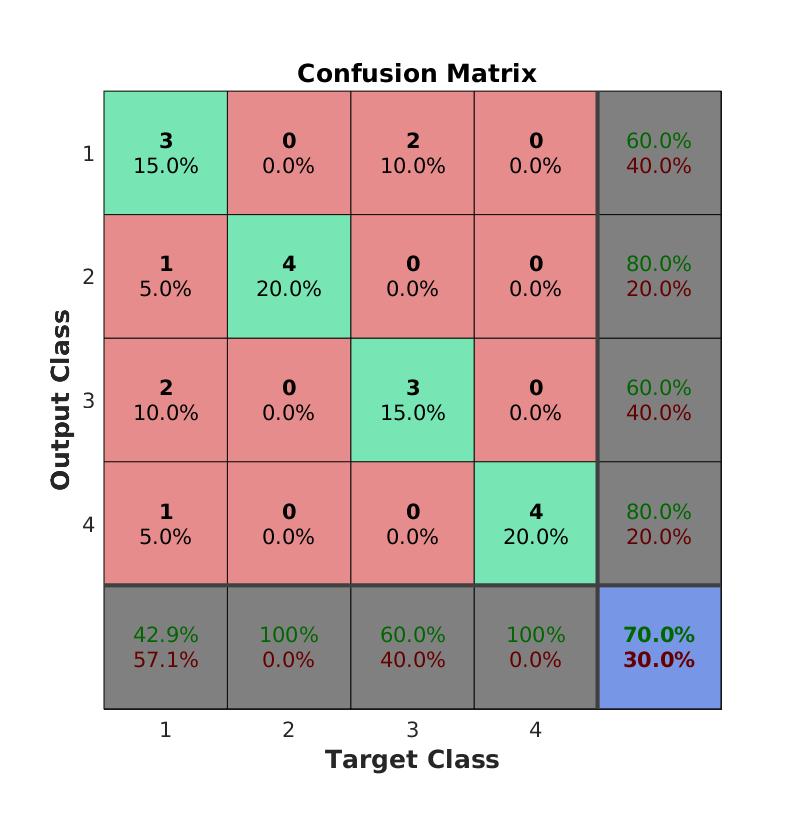 Confusion Matrix
3 0 2 0 60.0%
15.0% 0.0% 10.0% 0.0% 40.0%
1
1 4 0 0 80.0%
5.0% 20.0% 0.0% 0.0% 20.0%
2
2 0 3 0 60.0%
10.0% 0.0% 15.0% 0.0% 40.0%
3
1 0 0 4 80.0%
5.0% 0.0% 0.0% 20.0% 20.0%
4
42.9% 100% 60.0% 100% 70.0%
57.1% 0.0% 40.0% 0.0% 30.0%
1 2 3 4
Target Class
Output Class